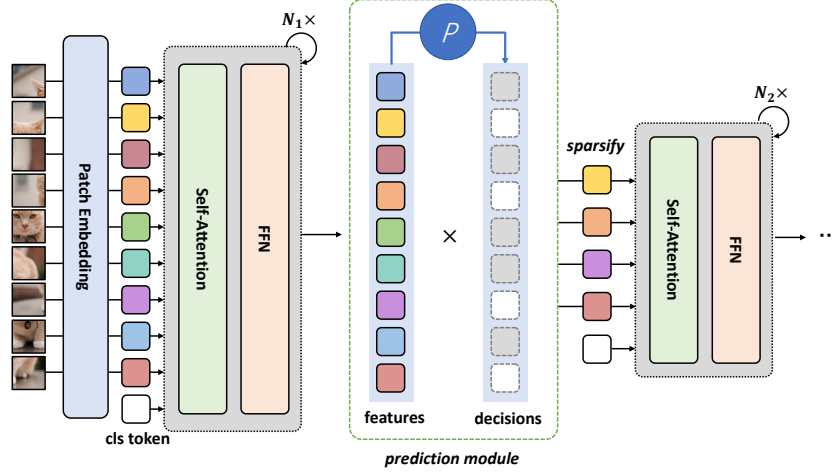 Patch Embedding
cls token
Self-Attention
FFN
N₁×
P
×
features
decisions
prediction module
sparsify
Self-Attention
FFN
N₂×
..